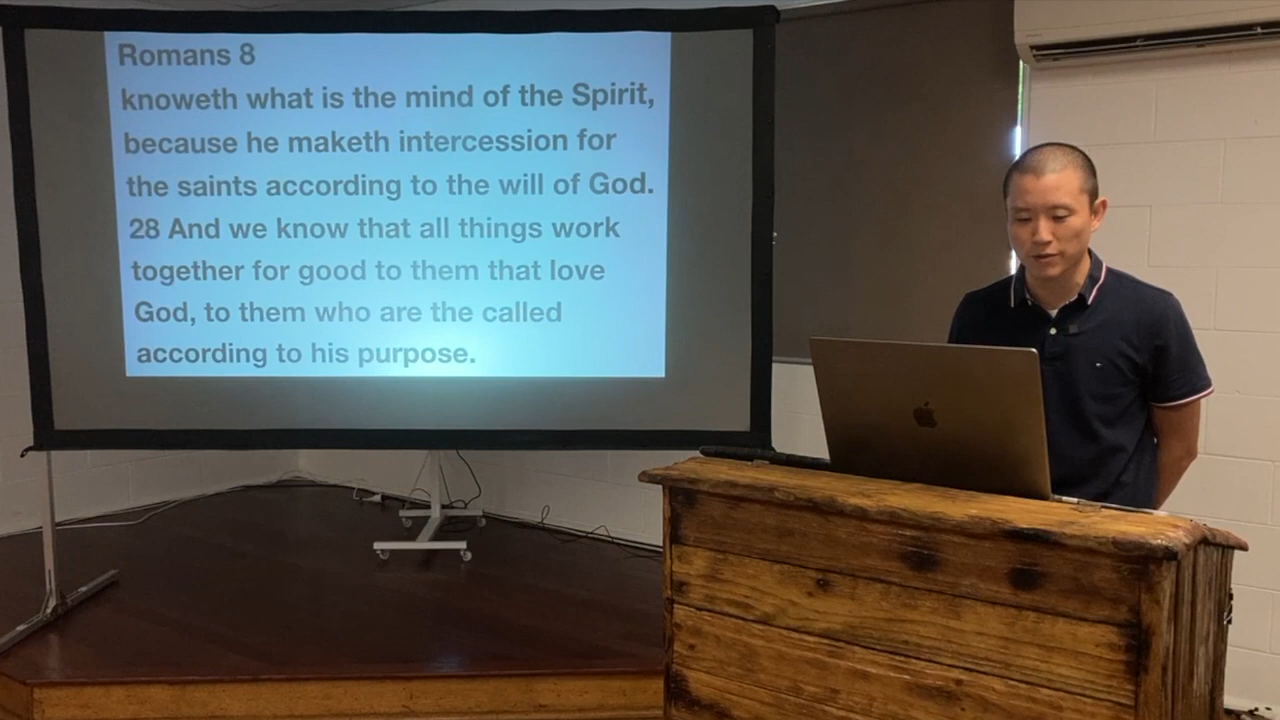 Romans 8
knoweth what is the mind of the Spirit,
because he maketh intercession for
the saints according to the will of God.
28 And we know that all things work
together for good to them that love
God, to them who are the called
according to his purpose.